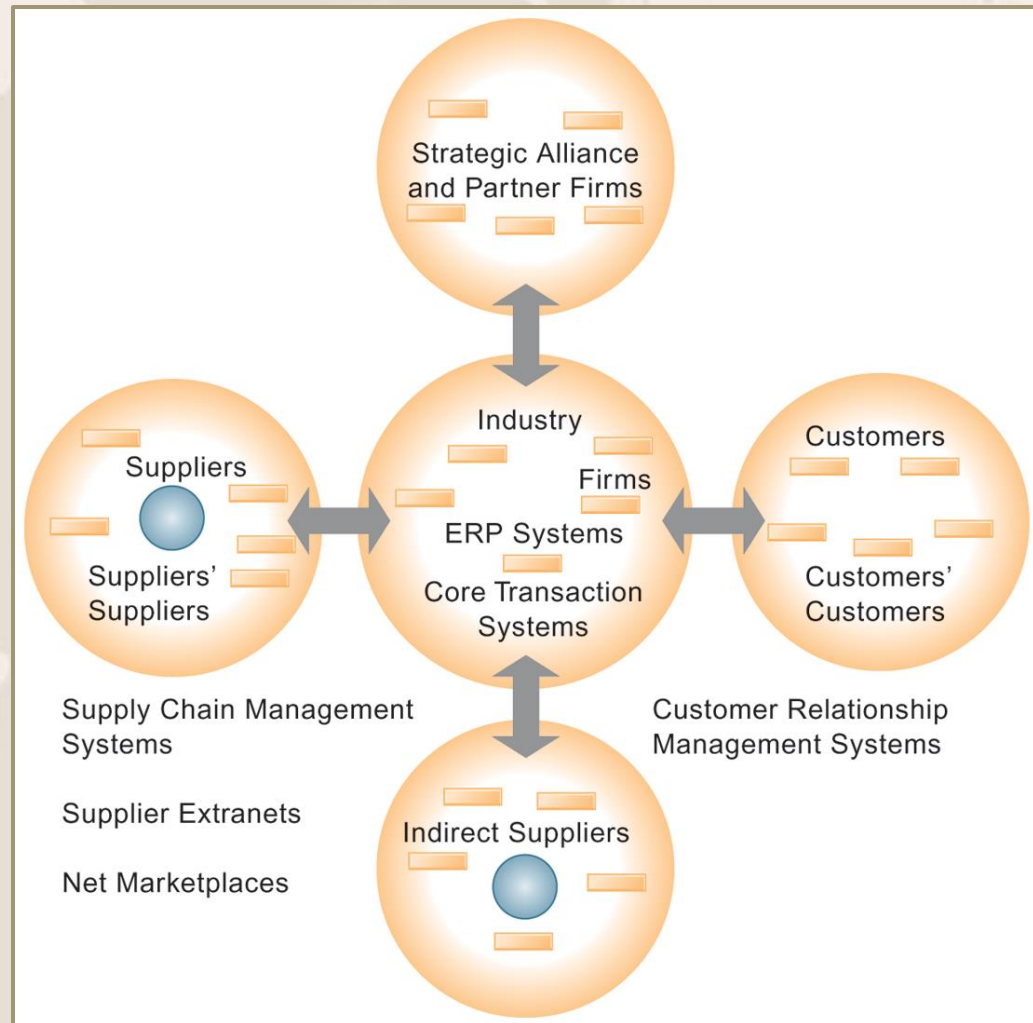 Strategic Alliance
and Partner Firms
Industry
Firms
ERP Systems
Core Transaction
Systems
Suppliers
Suppliers’
Suppliers
Customers
Customers’
Customers
Supply Chain Management
Systems
Supplier Extranets
Net Marketplaces
Customer Relationship
Management Systems
Indirect Suppliers